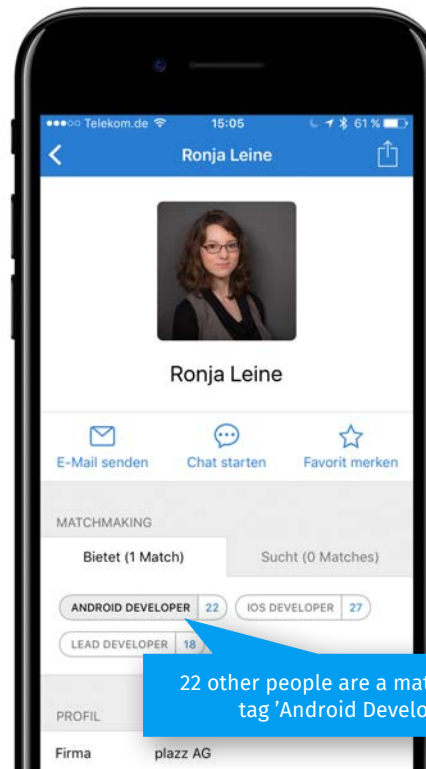 Telekom.de 15:05 61 %
Ronja Leine
Ronja Leine
E-Mail senden Chat starten Favorit merken
MATCHMAKING
Bietet (1 Match) Sucht (0 Matches)
ANDROID DEVELOPER 22 IOS DEVELOPER 27
LEAD DEVELOPER 18
22 other people are a
tag 'Android
PROFIL
Firma plazz AG